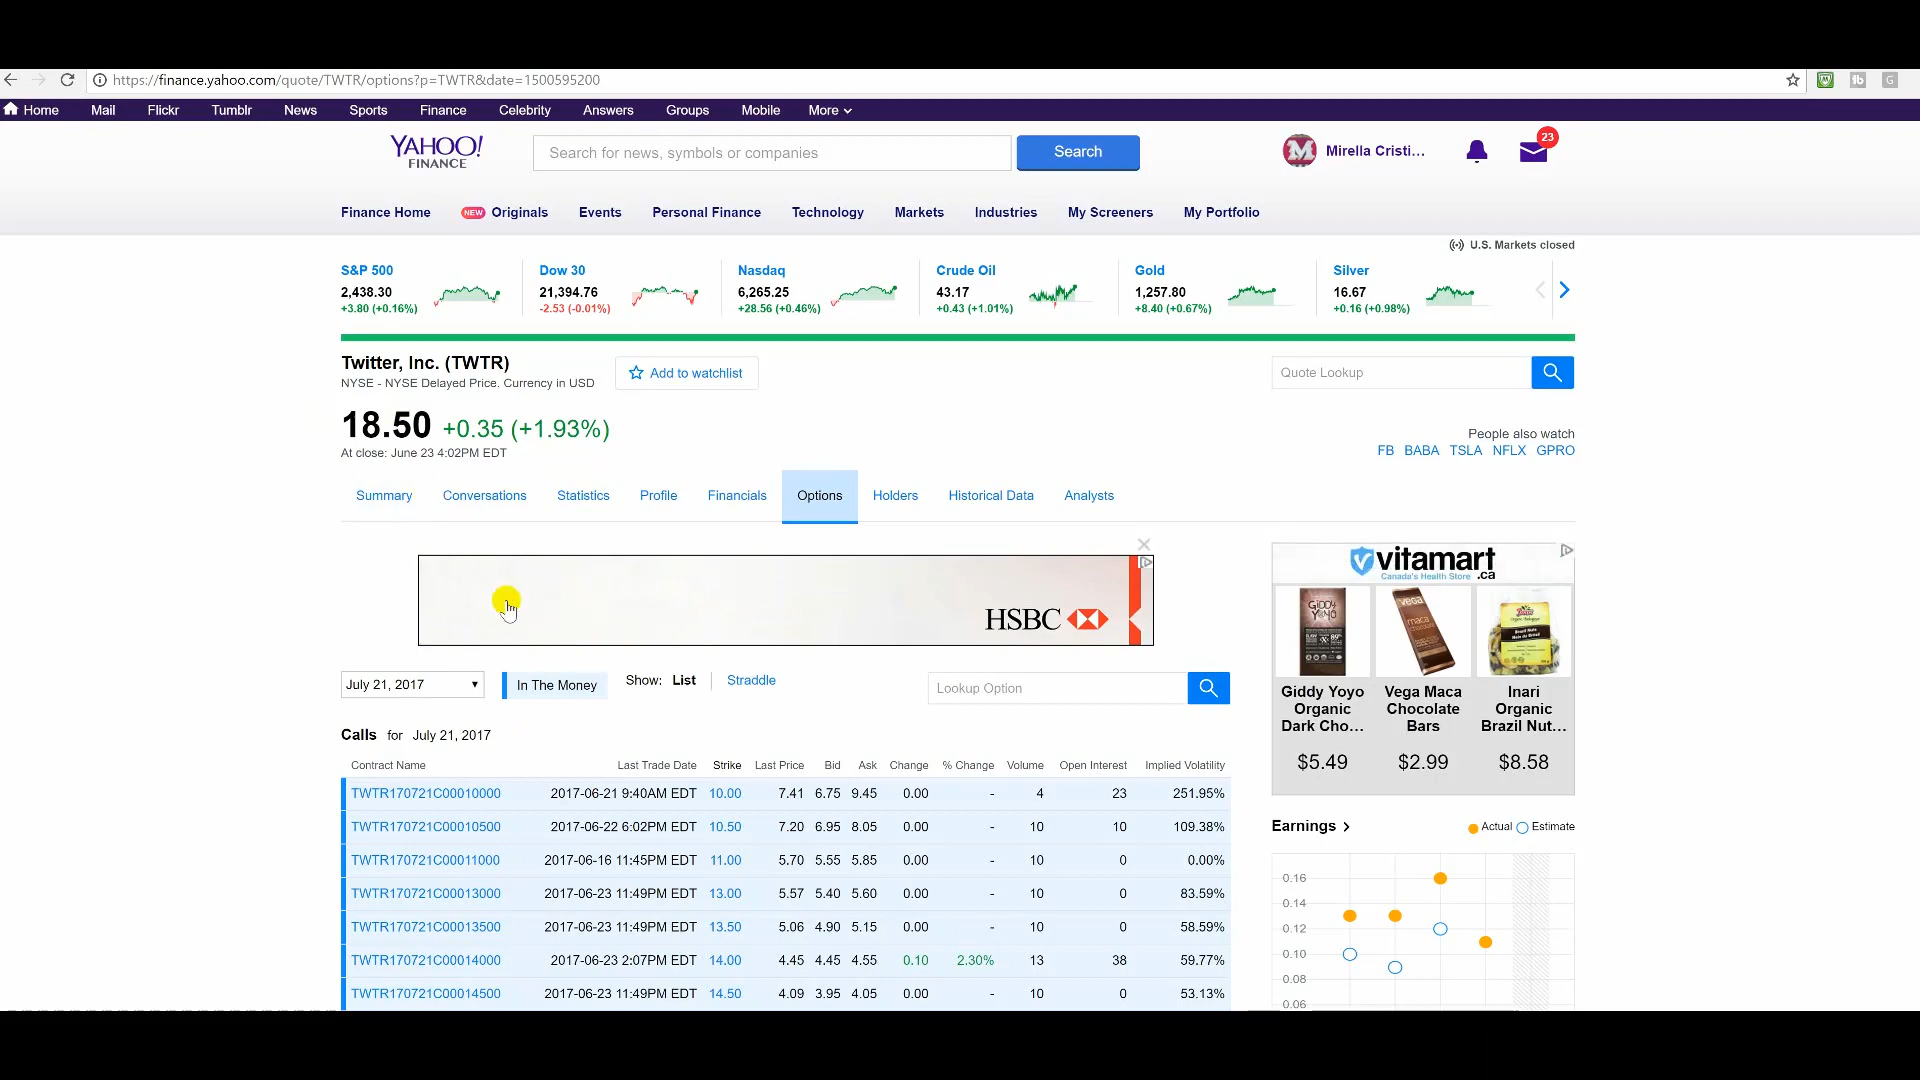 https://finance.yahoo.com/quote/TWTR/options?p=TWTR&date=1500595200
Home Mail Flickr Tumblr News Sports Finance Celebrity Answers Groups Mobile More
YAHOO!
FINANCE
Search for news, symbols or companies
Search
Mirella Cristi...
23
Finance Home NEW Originals Events Personal Finance Technology Markets Industries My Screeners My Portfolio
U.S. Markets closed
S&P 500 Dow 30 Nasdaq Crude Oil Gold Silver
2,438.30 21,394.76 6,265.25 43.17 1,257.80 16.67
+3.80 (+0.16%) -2.53 (-0.01%) +28.56 (+0.46%) +0.43 (+1.01%) +8.40 (+0.67%) +0.16 (+0.98%)
Twitter, Inc. (TWTR)
NYSE - NYSE Delayed Price. Currency in USD
Add to watchlist
Quote Lookup
18.50 +0.35 (+1.93%)
At close: June 23 4:02PM EDT
People also watch
FB BABA TSLA NFLX GPRO
Summary Conversations Statistics Profile Financials Options Holders Historical Data Analysts
HSBC
July 21, 2017
In The Money
Show: List Straddle
Lookup Option
Calls for July 21, 2017
Contract Name Last Trade Date Strike Last Price Bid Ask Change % Change Volume Open Interest Implied Volatility
TWTR170721C00010000 2017-06-21 9:40AM EDT 10.00 7.41 6.75 9.45 0.00 - 4 23 251.95%
TWTR170721C00010500 2017-06-22 6:02PM EDT 10.50 7.20 6.95 8.05 0.00 - 10 10 109.38%
TWTR170721C00011000 2017-06-16 11:45PM EDT 11.00 5.70 5.55 5.85 0.00 - 10 0 0.00%
TWTR170721C00013000 2017-06-23 11:49PM EDT 13.00 5.57 5.40 5.60 0.00 - 10 0 83.59%
TWTR170721C00013500 2017-06-23 11:49PM EDT 13.50 5.06 4.90 5.15 0.00 - 10 0 58.59%
TWTR170721C00014000 2017-06-23 2:07PM EDT 14.00 4.45 4.45 4.55 0.10 2.30% 13 38 59.77%
TWTR170721C00014500 2017-06-23 11:49PM EDT 14.50 4.09 3.95 4.05 0.00 - 10 0 53.13%
vitamart
Canada's Health Store .ca
Giddy Yoyo Vega Maca Inari
Organic Chocolate Organic
Dark Cho... Bars Brazil Nut...
$5.49 $2.99 $8.58
Earnings
Actual Estimate
0.16
0.14
0.12
0.10
0.08
0.06